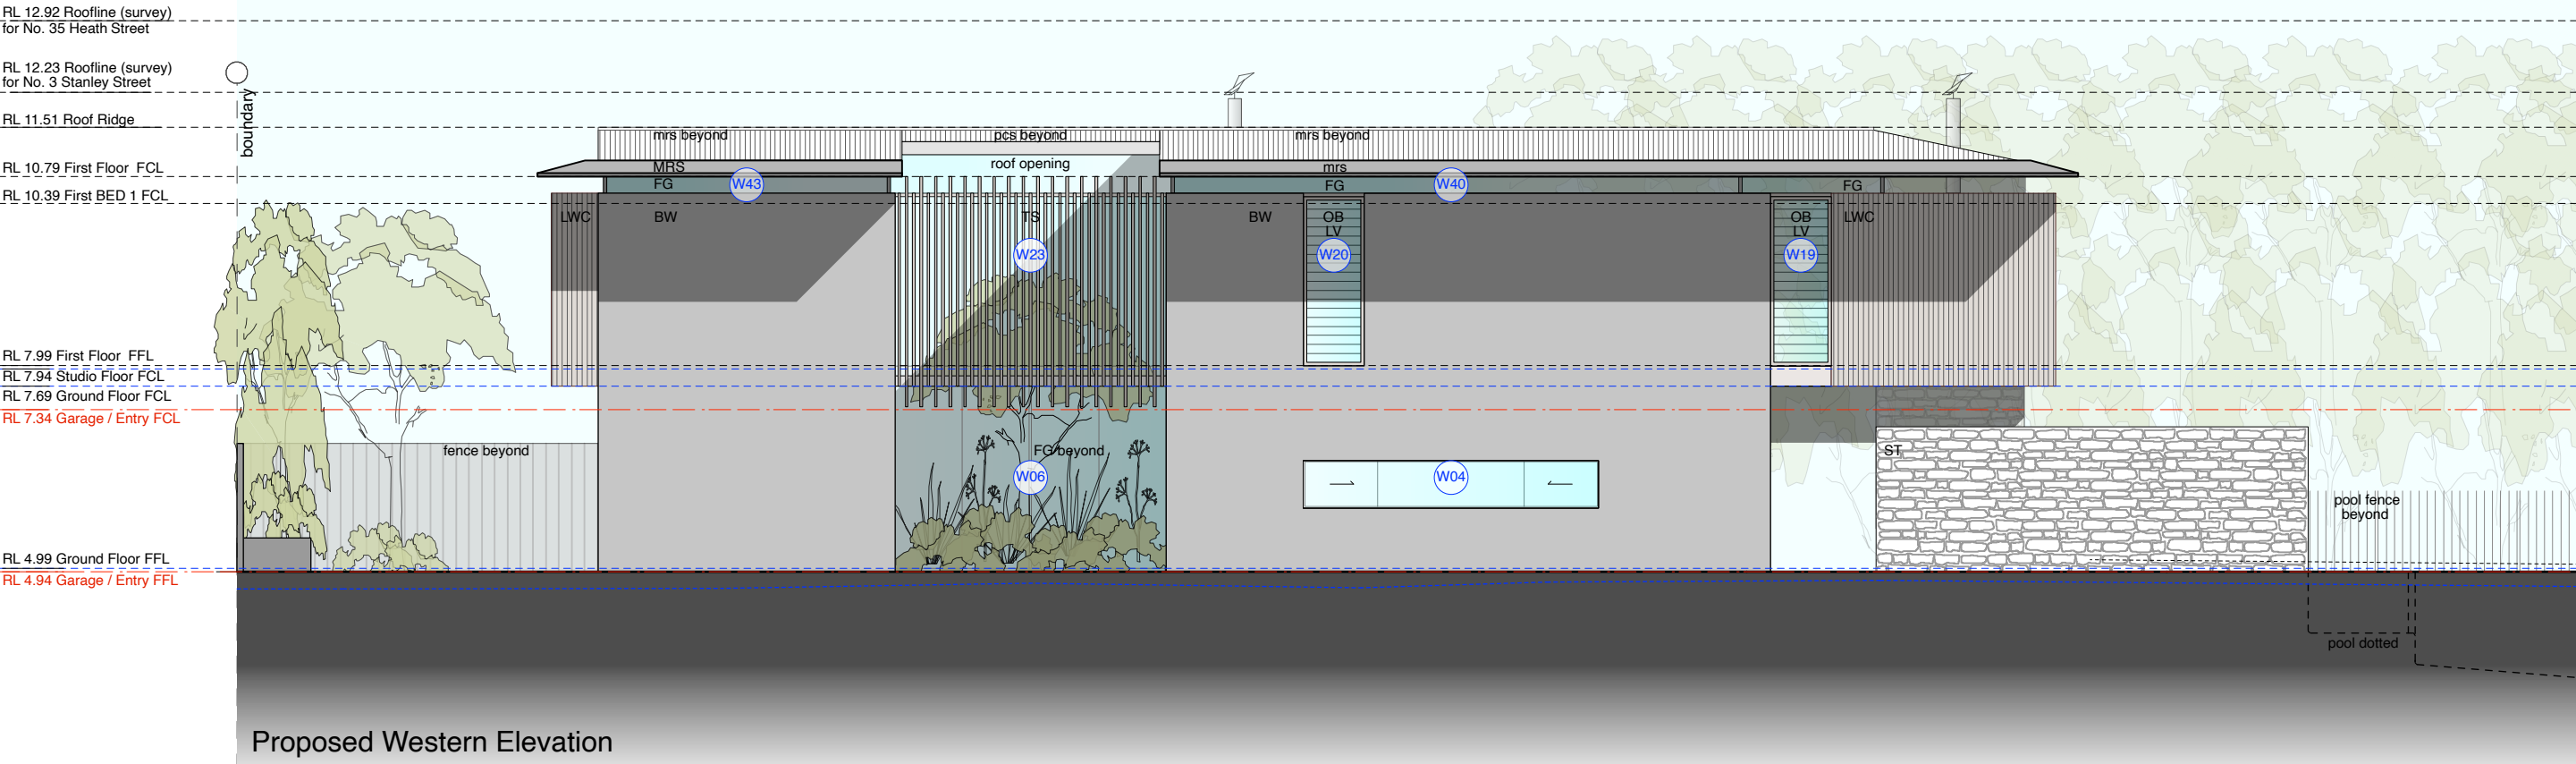 RL 12.92 Roofline (survey)
for No. 35 Heath Street
RL 12.23 Roofline (survey)
for No. 3 Stanley Street
boundary
RL 11.51 Roof Ridge
mrs beyond
pcs beyond
mrs beyond
roof opening
RL 10.79 First Floor FCL
MRS
mrs
FG
W43
FG
W40
FG
RL 10.39 First BED 1 FCL
LWC
BW
TS
BW
OB
LV
OB
LV
LWC
W23
W20
W19
RL 7.99 First Floor FFL
RL 7.94 Studio Floor FCL
RL 7.69 Ground Floor FCL
RL 7.34 Garage / Entry FCL
fence beyond
FG beyond
ST
W06
W04
pool fence
beyond
RL 4.99 Ground Floor FFL
RL 4.94 Garage / Entry FFL
pool dotted
Proposed Western Elevation